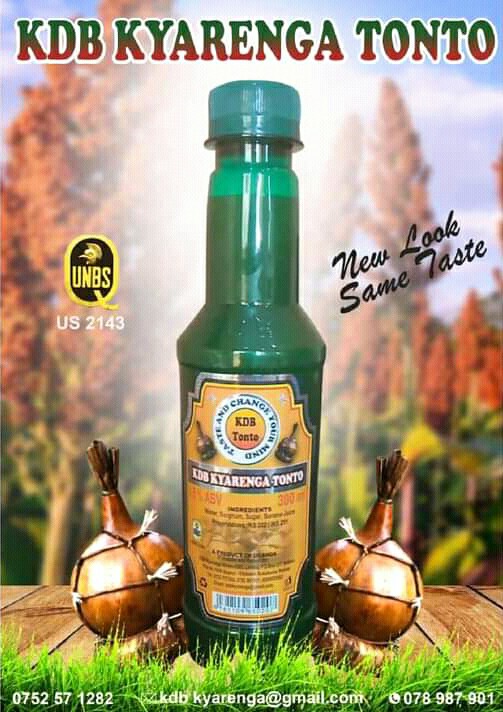 KDB KYARENGA TONTO
New Look
Same Taste
UNBS
Q
US 2143
TASTE AND CHANGE YOUR MIND
KDB
Tonto
KDB KYARENGA TONTO
% ABV 300 ml
INGREDIENTS
Water, Sorghum, Sugar, Banana Juice
A PRODUCT OF UGANDA
0752 57 1282 kdb kyarenga@gmail.com 078 987 901